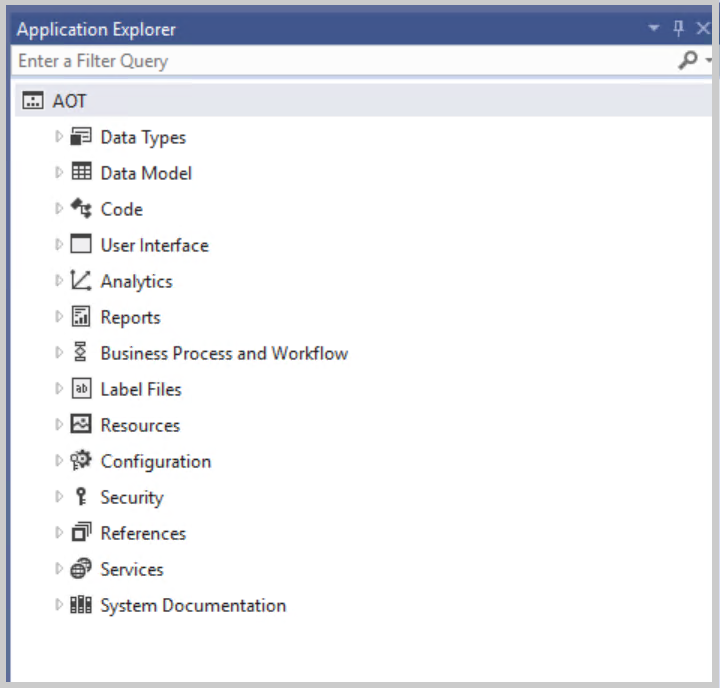 Application Explorer
Enter a Filter Query
AOT
Data Types
Data Model
Code
User Interface
Analytics
Reports
Business Process and Workflow
ab Label Files
Resources
Configuration
Security
References
Services
System Documentation